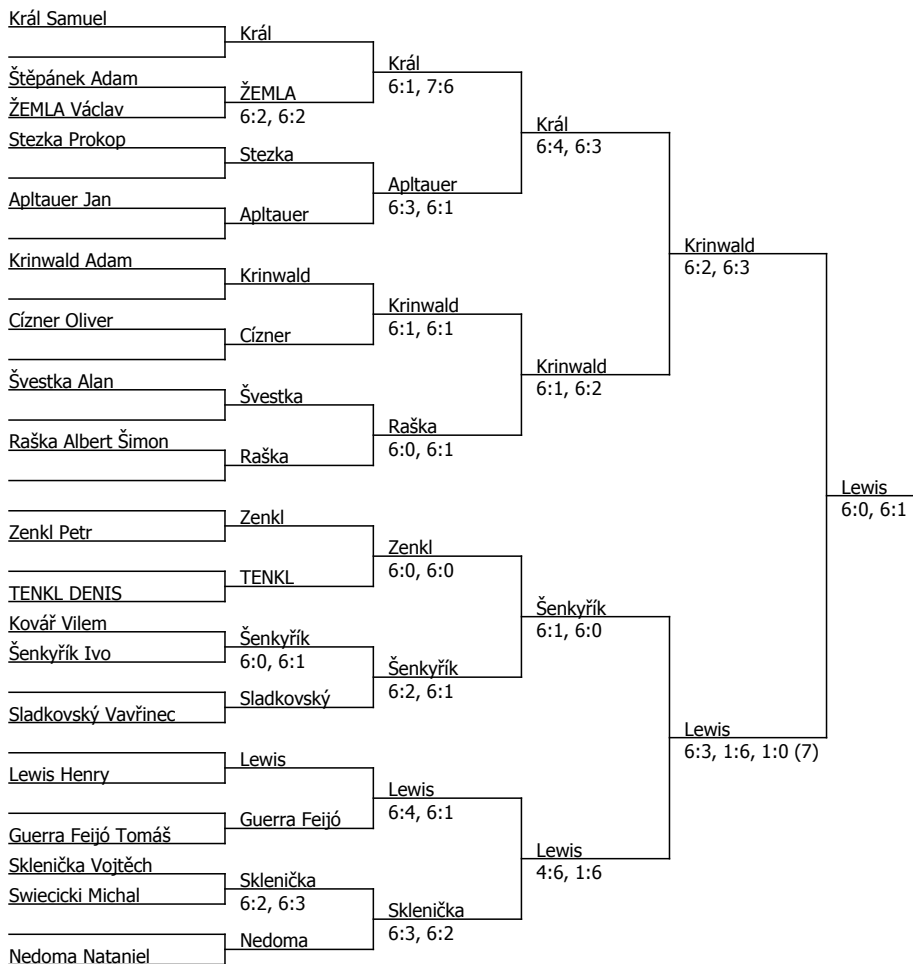 Král Samuel
Král
Král
6:1, 7:6
Štěpánek Adam
ŽEMLA Václav
ŽEMLA
6:2, 6:2
Král
6:4, 6:3
Stezka Prokop
Stezka
Apltauer
6:3, 6:1
Apltauer Jan
Apltauer
Krinwald
6:2, 6:3
Krinwald Adam
Krinwald
Krinwald
6:1, 6:1
Cízner Oliver
Cízner
Krinwald
6:1, 6:2
Švestka Alan
Švestka
Raška
6:0, 6:1
Raška Albert Šimon
Raška
Lewis
6:0, 6:1
Zenkl
Zenkl Petr
Zenkl
6:0, 6:0
TENKL
TENKL DENIS
Šenkyřík
6:1, 6:0
Kovář Vilem
Šenkyřík Ivo
Šenkyřík
6:0, 6:1
Šenkyřík
6:2, 6:1
Sladkovský
Sladkovský Vavřinec
Lewis
6:3, 1:6, 1:0 (7)
Lewis
Lewis Henry
Lewis
6:4, 6:1
Guerra Feijó
Guerra Feijó Tomáš
Lewis
4:6, 1:6
Sklenička Vojtěch
Swiecicki Michal
Sklenička
6:2, 6:3
Sklenička
6:3, 6:2
Nedoma
Nedoma Nataniel